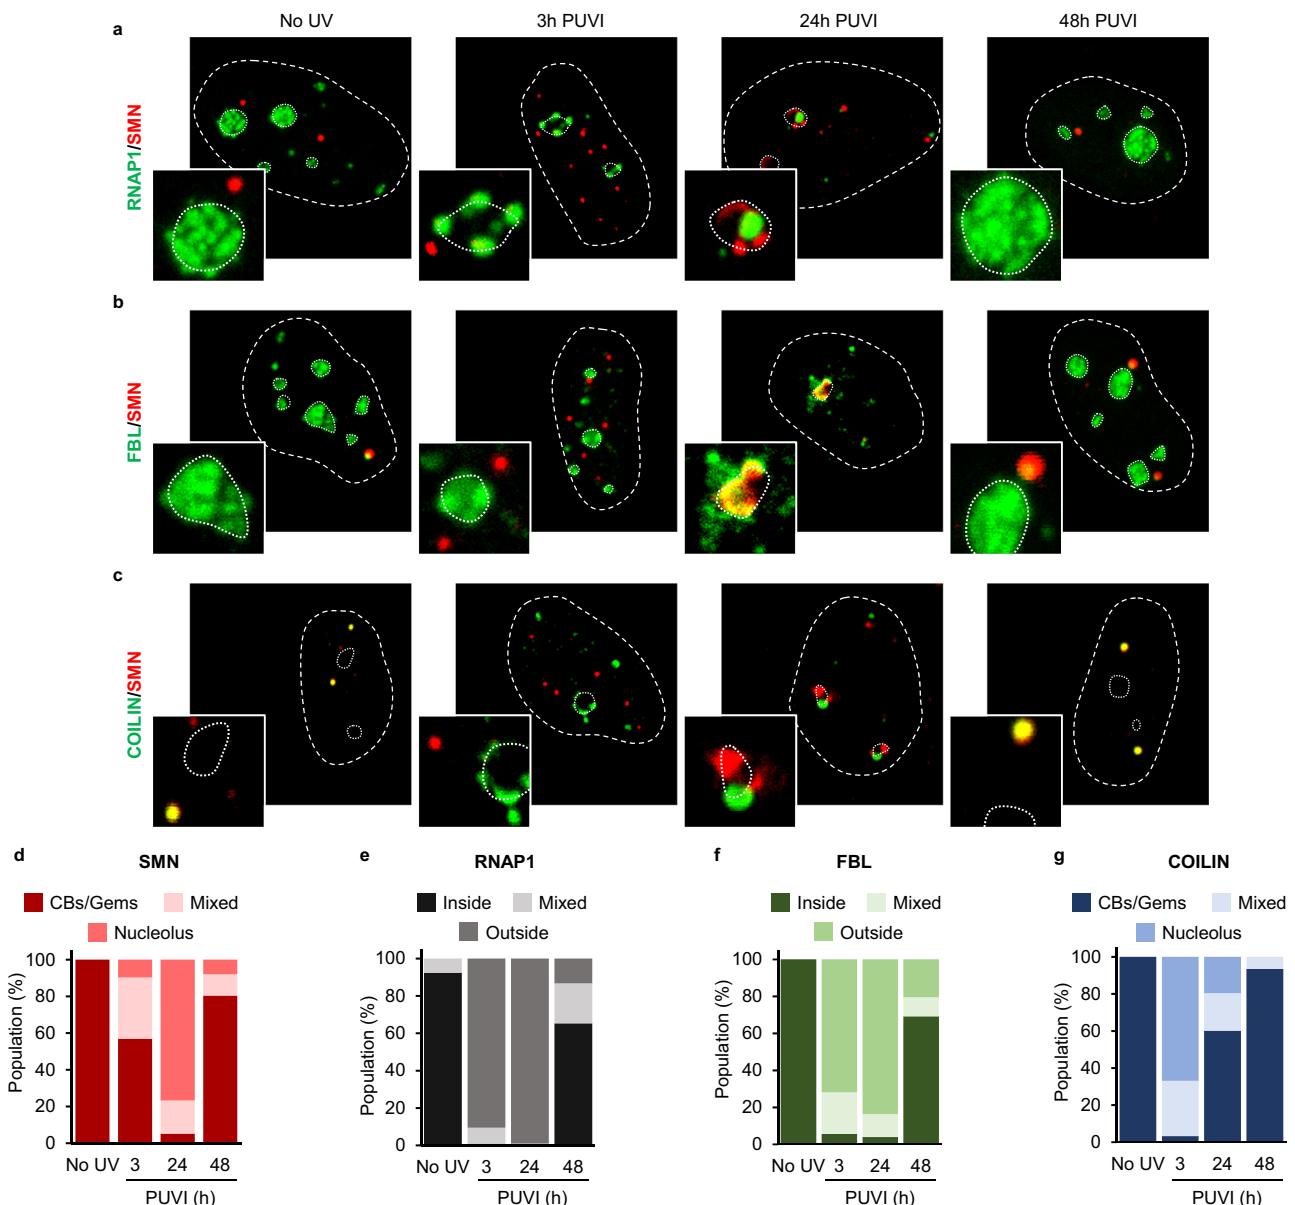 a
No UV
3h PUVI
24h PUVI
48h PUVI
RNAP1/SMN
b
FBL/SMN
c
COILIN/SMN
d
SMN
CBs/Gems
Mixed
Nucleolus
Population (%)
100
80
60
40
20
0
No UV
3
24
48
PUVI (h)
e
RNAP1
Inside
Mixed
Outside
Population (%)
100
80
60
40
20
0
No UV
3
24
48
PUVI (h)
f
FBL
Inside
Mixed
Outside
Population (%)
100
80
60
40
20
0
No UV
3
24
48
PUVI (h)
g
COILIN
CBs/Gems
Mixed
Nucleolus
Population (%)
100
80
60
40
20
0
No UV
3
24
48
PUVI (h)